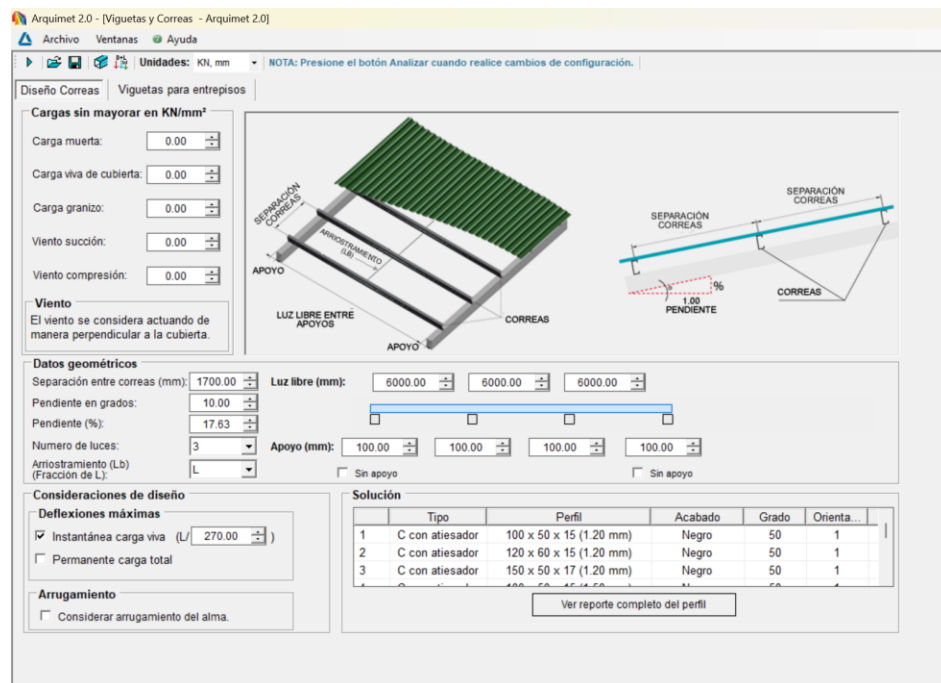 Arquimet 2.0 - [Viguetas y Correas - Arquimet 2.0]
Archivo Ventanas Ayuda
Unidades: KN, mm NOTA: Presione el botón Analizar cuando realice cambios de configuración.
Diseño Correas Viguetas para entrepisos
Cargas sin mayorar en KN/mm²
Carga muerta: 0.00
Carga viva de cubierta: 0.00
Carga granizo: 0.00
Viento succión: 0.00
Viento compresión: 0.00
Viento
El viento se considera actuando de
manera perpendicular a la cubierta.
SEPARACIÓN
CORREAS
ARRIOSTRAMIENTO
(LB)
APOYO
LUZ LIBRE ENTRE
APOYOS
CORREAS
APOYO
SEPARACIÓN
CORREAS
SEPARACIÓN
CORREAS
%
1.00
PENDIENTE
CORREAS
Datos geométricos
Separación entre correas (mm): 1700.00 Luz libre (mm): 6000.00 6000.00 6000.00
Pendiente en grados: 10.00
Pendiente (%): 17.63
Numero de luces: 3 Apoyo (mm): 100.00 100.00 100.00 100.00
Arriostramiento (Lb)
(Fracción de L): L Sin apoyo Sin apoyo
Consideraciones de diseño
Deflexiones máximas
Instantánea carga viva (L/ 270.00 )
Permanente carga total
Arrugamiento
Considerar arrugamiento del alma.
Solución
Tipo Perfil Acabado Grado Orienta...
1 C con atiesador 100 x 50 x 15 (1.20 mm) Negro 50 1
2 C con atiesador 120 x 60 x 15 (1.20 mm) Negro 50 1
3 C con atiesador 150 x 50 x 17 (1.20 mm) Negro 50 1
Ver reporte completo del perfil